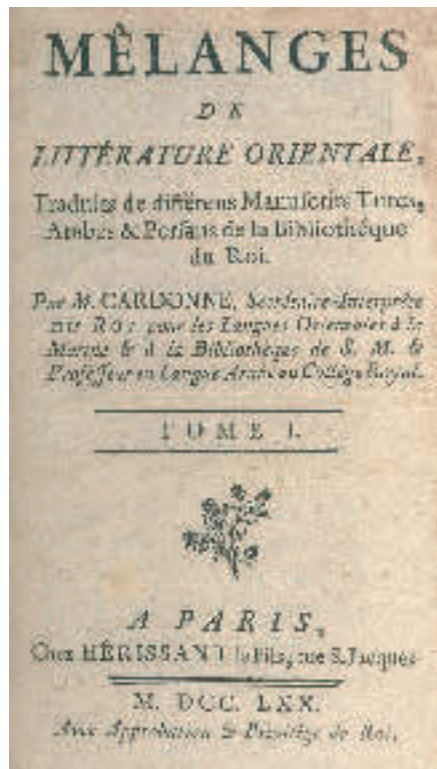 MÊLANGES
DE
LITTÉRATURE ORIENTALE,
Traduits de différens Manuscrits Turcs,
Arabes & Persans de la Bibliothéque
du Roi.
Par M. CARDONNE, Secrétaire-Interprète
DU ROI pour les Langues Orientales à la
Marine & à la Bibliothèque de S. M. &
Professeur en Langue Arabe au Collège Royal.
TOME I.
A PARIS,
Chez HÊRISSANT le Fils, rue S. Jacques
M. DCC. LXX.
Avec Approbation & Privilège du Roi.